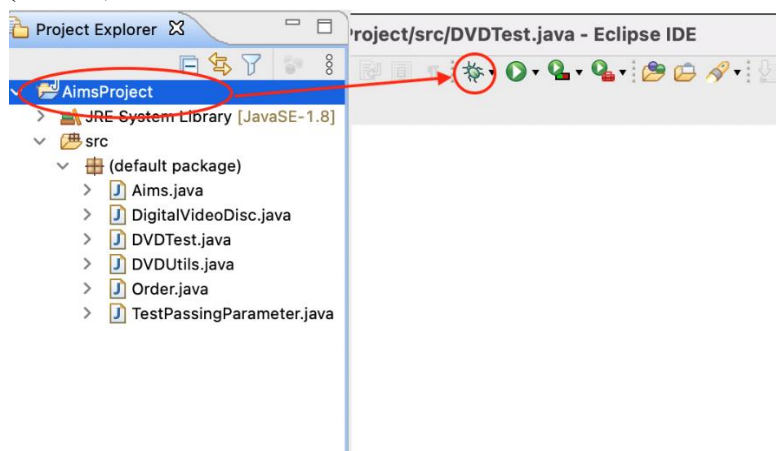 Project Explorer
Project/src/DVDTest.java - Eclipse IDE
AimsProject
JRE System Library [JavaSE-1.8]
src
(default package)
Aims.java
DigitalVideoDisc.java
DVDTest.java
DVDUtils.java
Order.java
TestPassingParameter.java